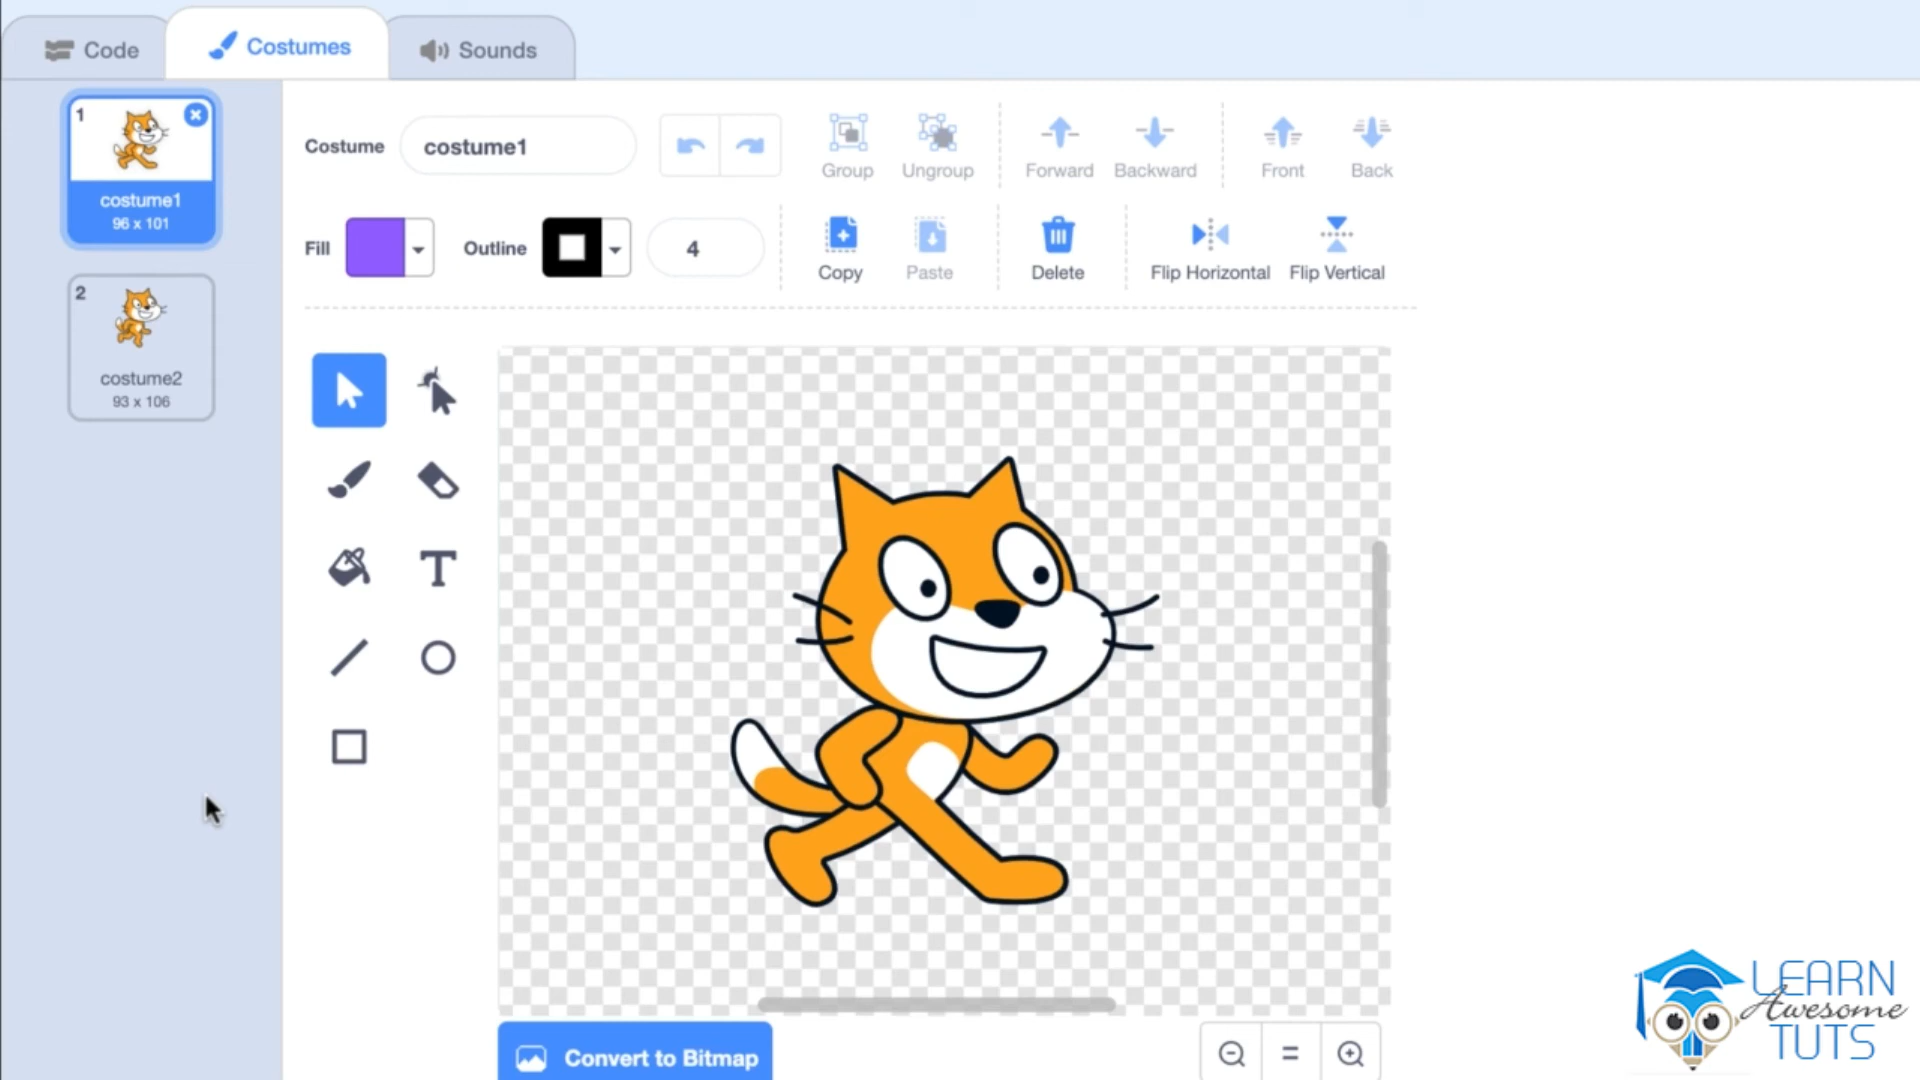 Code
Costumes
Sounds
1
costume1
96 x 101
2
costume2
93 x 106
Costume
costume1
Group
Ungroup
Forward
Backward
Front
Back
Fill
Outline
4
Copy
Paste
Delete
Flip Horizontal
Flip Vertical
T
Convert to Bitmap
LEARN
Awesome
TUTS